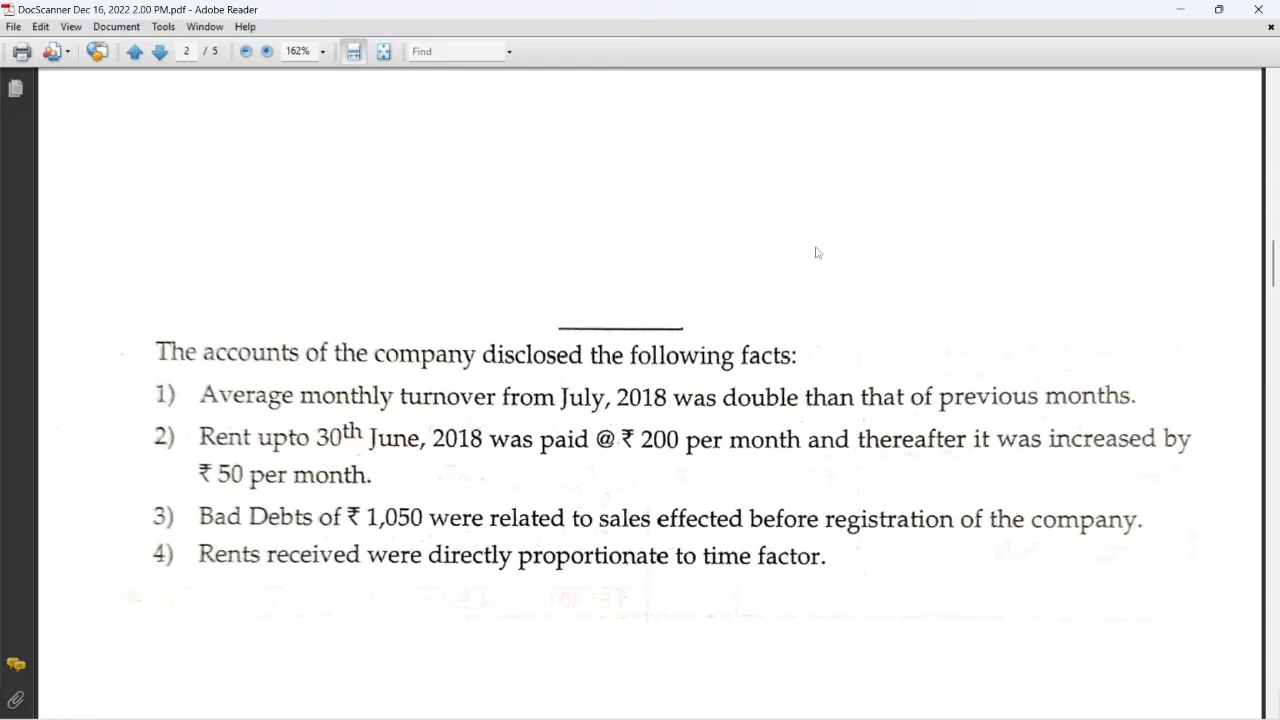 DocScanner Dec 16, 2022 2.00 PM.pdf - Adobe Reader
File Edit View Document Tools Window Help
2 / 5 162% Find
The accounts of the company disclosed the following facts:
1) Average monthly turnover from July, 2018 was double than that of previous months.
2) Rent upto 30th June, 2018 was paid @ ₹ 200 per month and thereafter it was increased by
₹ 50 per month.
3) Bad Debts of ₹ 1,050 were related to sales effected before registration of the company.
4) Rents received were directly proportionate to time factor.